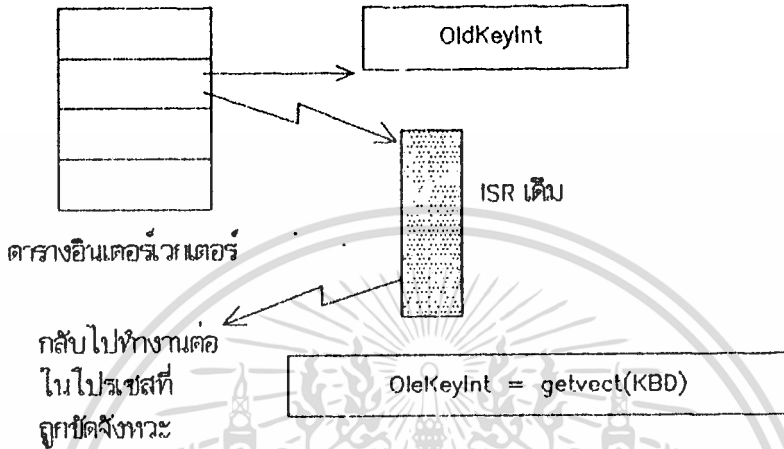 OldKeyInt
ISR เดิม
ตารางอินเตอร์เวกเตอร์
กลับไปทำงานต่อ
ในโปรเซสที่
ถูกขัดจังหวะ
OleKeyInt = getvect(KBD)